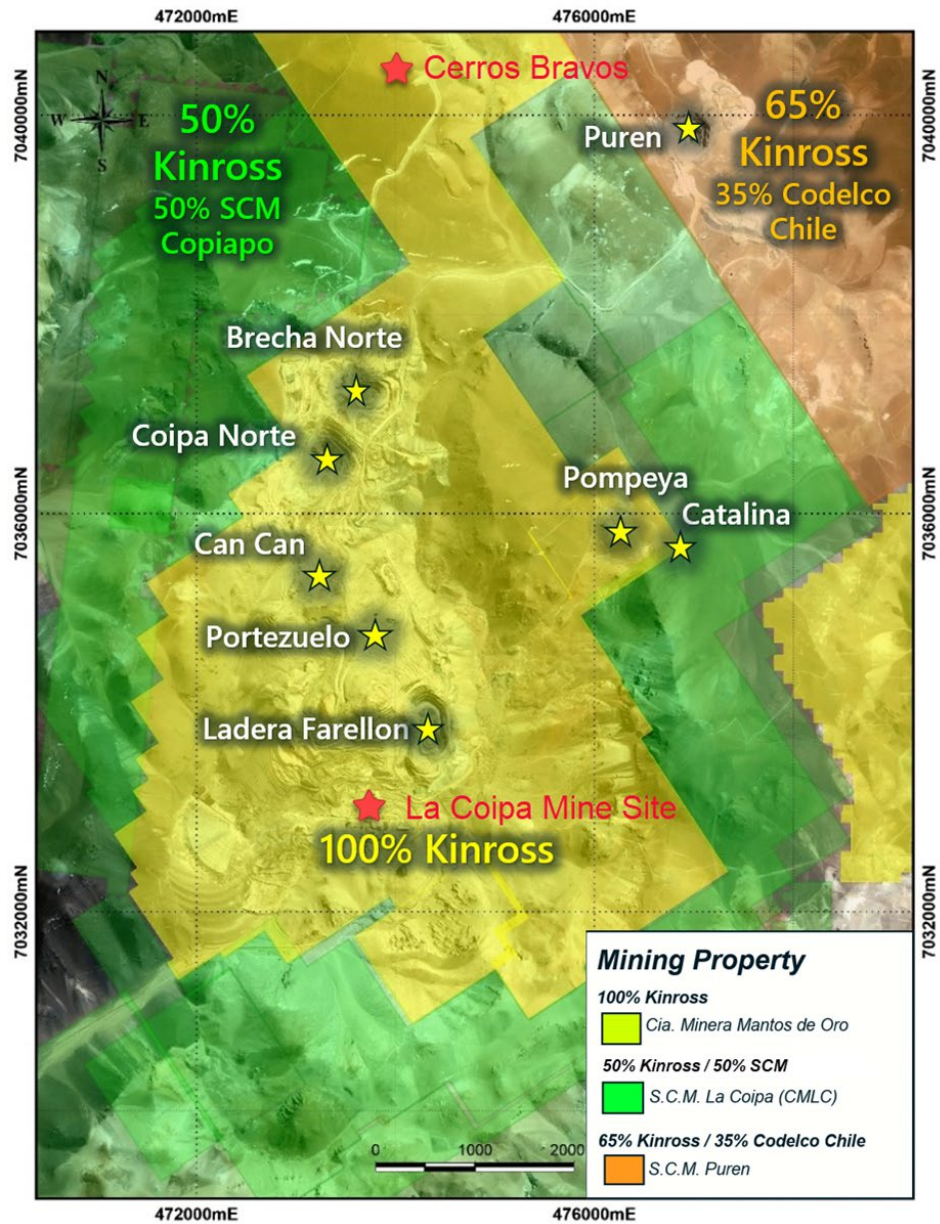 472000mE
476000mE
Cerros Bravos
N
W
E
S
7040000mN
7040000mN
50%
Kinross
50% SCM
Copiapo
Puren
65%
Kinross
35% Codelco
Chile
Brecha Norte
Coipa Norte
Pompeya
Catalina
7036000mN
7036000mN
Can Can
Portezuelo
Ladera Farellon
La Coipa Mine Site
100% Kinross
7032000mN
7032000mN
Mining Property
100% Kinross
Cia. Minera Mantos de Oro
50% Kinross / 50% SCM
S.C.M. La Coipa (CMLC)
65% Kinross / 35% Codelco Chile
S.C.M. Puren
0
1000
2000
472000mE
476000mE